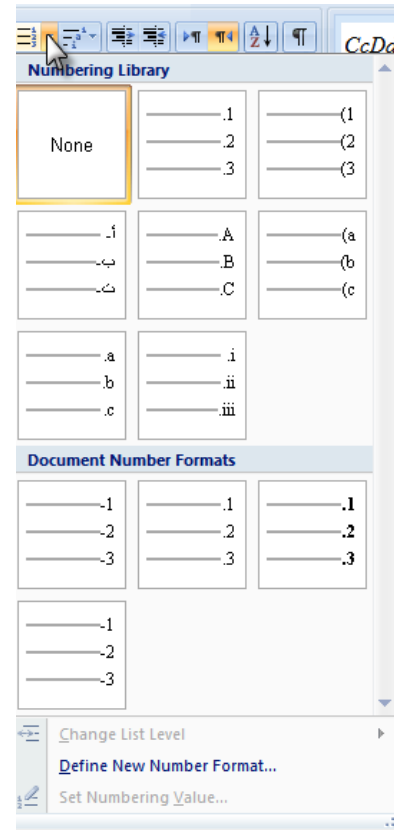 CcDa
Numbering Library
None
.1
.2
.3
(1
(2
(3
أ-
ب-
ت-
.A
.B
.C
(a
(b
(c
.a
.b
.c
.i
.ii
.iii
Document Number Formats
-1
-2
-3
.1
.2
.3
.1
.2
.3
-1
-2
-3
Change List Level
Define New Number Format...
Set Numbering Value...